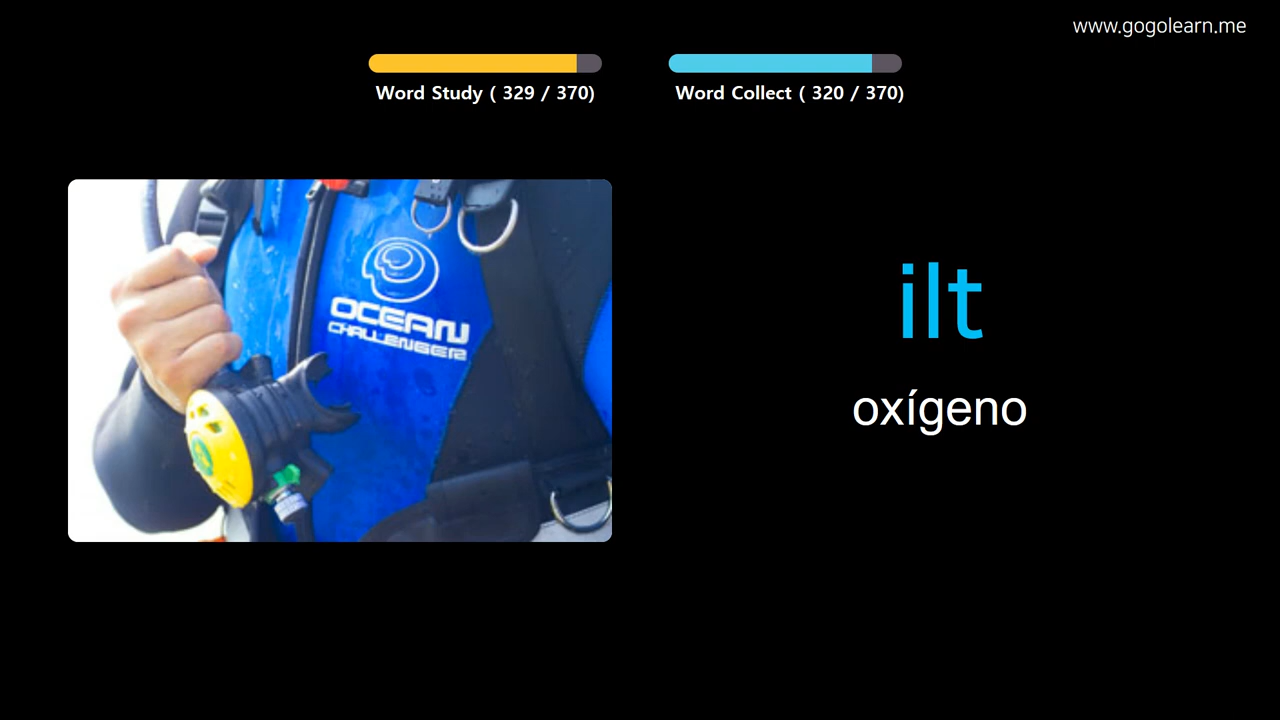 www.gogolearn.me
Word Study ( 329 / 370)
Word Collect ( 320 / 370)
OCEAN
CHALLENGER
ilt
oxígeno